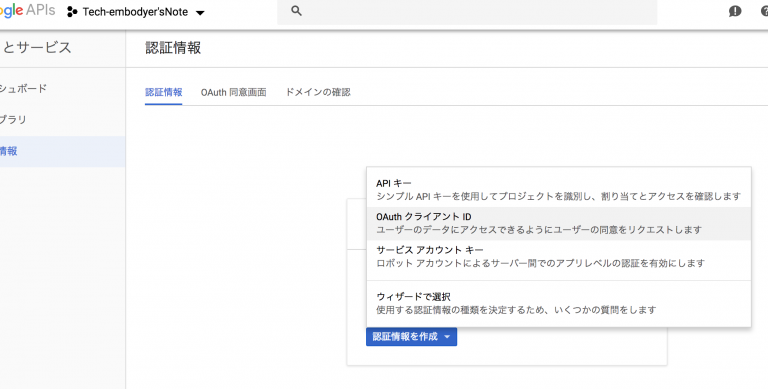 ogle APIs Tech-embodyer'sNote
とサービス
認証情報
シュボード
ブラリ
情報
認証情報 OAuth 同意画面 ドメインの確認
API キー
シンプル API キーを使用してプロジェクトを識別し、割り当てとアクセスを確認します
OAuth クライアント ID
ユーザーのデータにアクセスできるようにユーザーの同意をリクエストします
サービス アカウント キー
ロボット アカウントによるサーバー間でのアプリレベルの認証を有効にします
ウィザードで選択
使用する認証情報の種類を決定するため、いくつかの質問をします
認証情報を作成